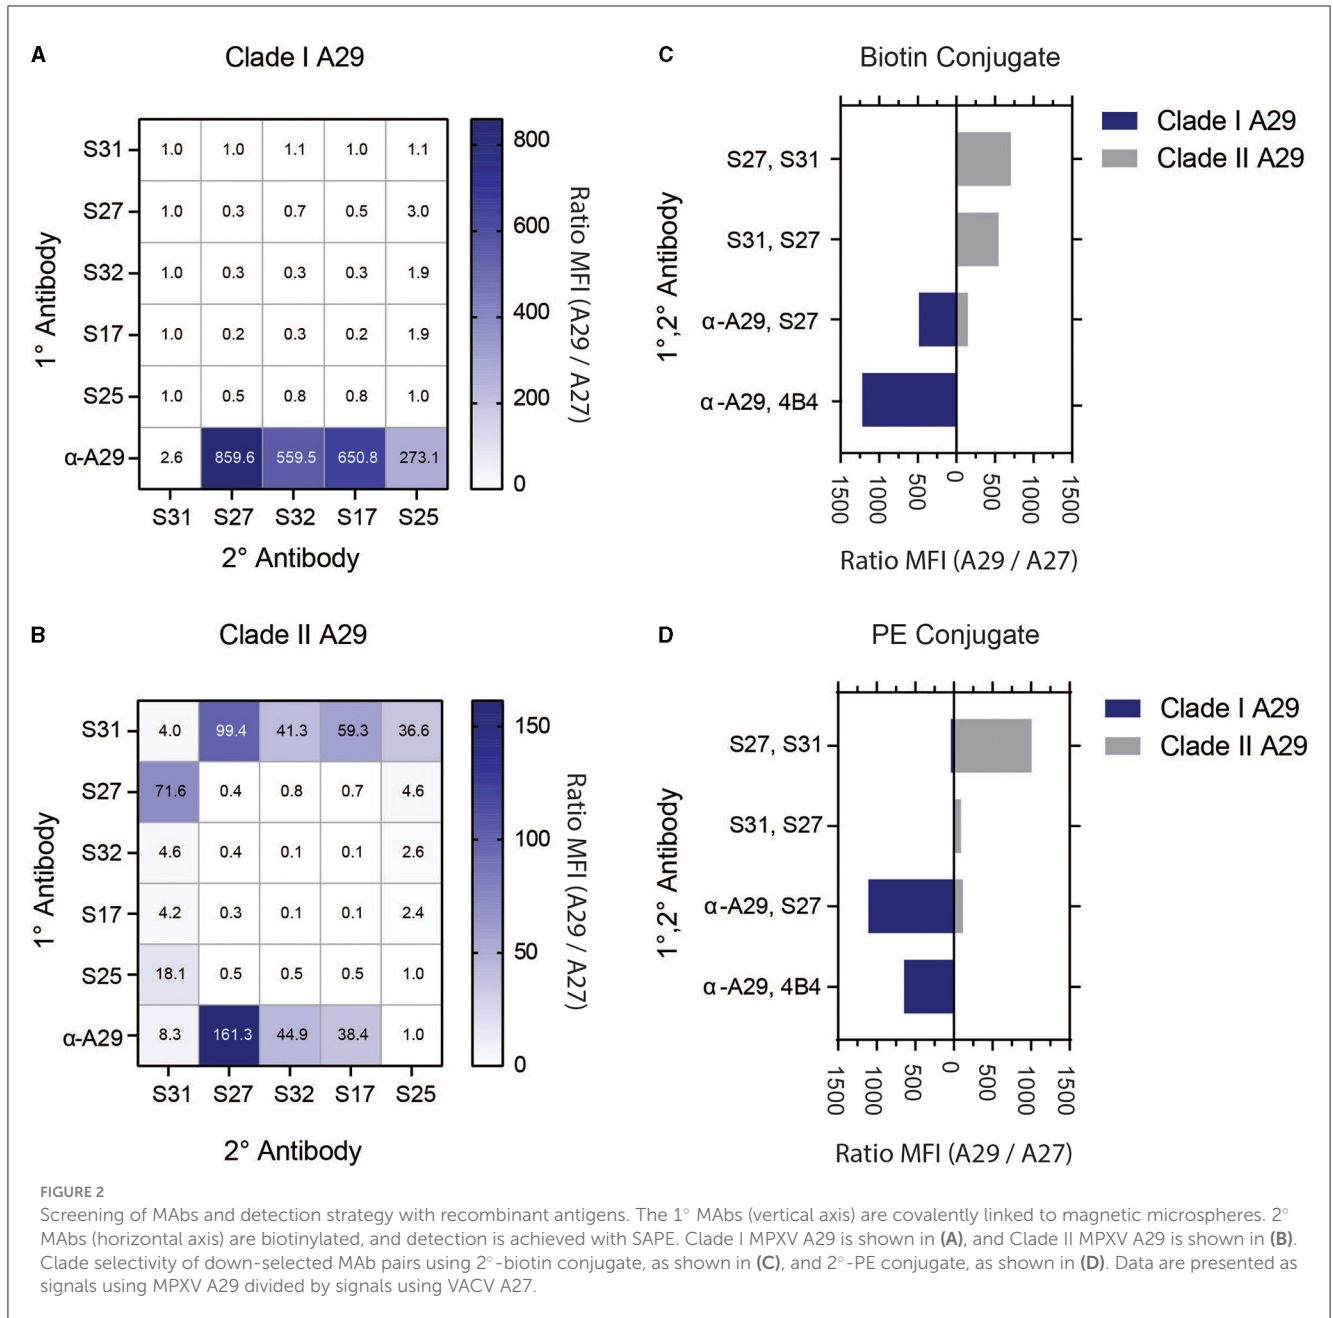 A
Clade I A29
1° Antibody
S31 1.0 1.0 1.1 1.0 1.1
S27 1.0 0.3 0.7 0.5 3.0
S32 1.0 0.3 0.3 0.3 1.9
S17 1.0 0.2 0.3 0.2 1.9
S25 1.0 0.5 0.8 0.8 1.0
α-A29 2.6 859.6 559.5 650.8 273.1
S31 S27 S32 S17 S25
2° Antibody
800
600
400
200
0
Ratio MFI (A29 / A27)
C
Biotin Conjugate
Clade I A29
Clade II A29
1°,2° Antibody
S27, S31
S31, S27
α-A29, S27
α-A29, 4B4
1500 1000 500 0 500 1000 1500
Ratio MFI (A29 / A27)
B
Clade II A29
1° Antibody
S31 4.0 99.4 41.3 59.3 36.6
S27 71.6 0.4 0.8 0.7 4.6
S32 4.6 0.4 0.1 0.1 2.6
S17 4.2 0.3 0.1 0.1 2.4
S25 18.1 0.5 0.5 0.5 1.0
α-A29 8.3 161.3 44.9 38.4 1.0
S31 S27 S32 S17 S25
2° Antibody
150
100
50
0
Ratio MFI (A29 / A27)
D
PE Conjugate
Clade I A29
Clade II A29
1°,2° Antibody
S27, S31
S31, S27
α-A29, S27
α-A29, 4B4
1500 1000 500 0 500 1000 1500
Ratio MFI (A29 / A27)
FIGURE 2
Screening of MAbs and detection strategy with recombinant antigens. The 1° MAbs (vertical axis) are covalently linked to magnetic microspheres. 2°
MAbs (horizontal axis) are biotinylated, and detection is achieved with SAPE. Clade I MPXV A29 is shown in (A), and Clade II MPXV A29 is shown in (B).
Clade selectivity of down-selected MAb pairs using 2°-biotin conjugate, as shown in (C), and 2°-PE conjugate, as shown in (D). Data are presented as
signals using MPXV A29 divided by signals using VACV A27.